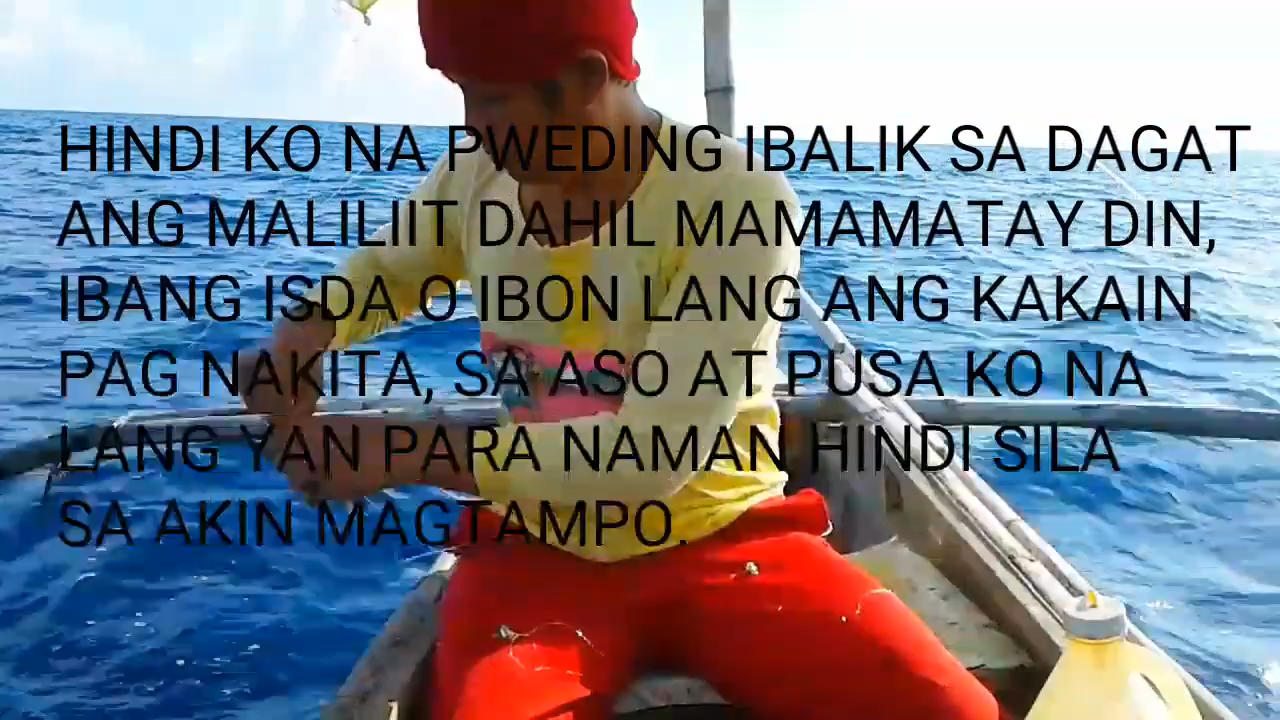 HINDI KO NA PWEDING IBALIK SA DAGAT
ANG MALILIIT DAHIL MAMAMATAY DIN,
IBANG ISDA O IBON LANG ANG KAKAIN
PAG NAKITA, SA ASO AT PUSA KO NA
LANG YAN PARA NAMAN HINDI SILA
SA AKIN MAGTAMPO.